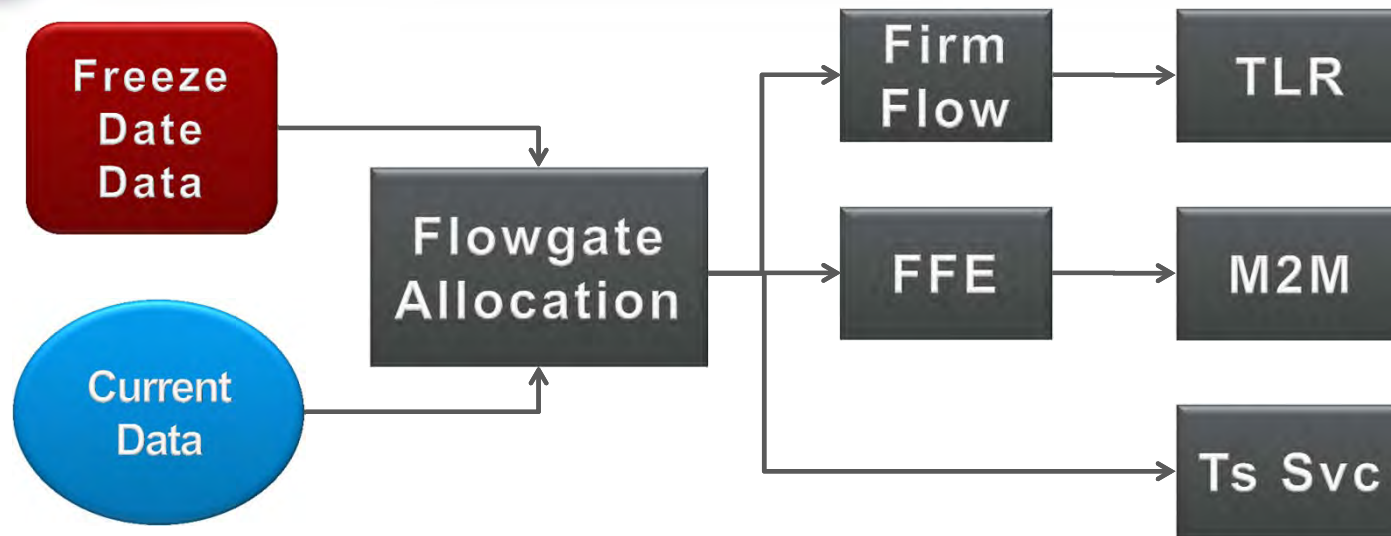 Freeze
Date
Data
Current
Data
Flowgate
Allocation
Firm
Flow
TLR
FFE
M2M
Ts Svc